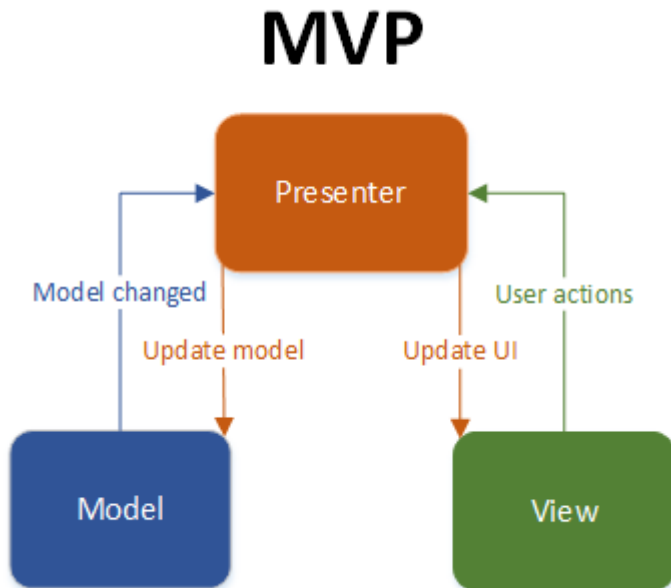 MVP
Presenter
Model changed
User actions
Update model
Update UI
Model
View